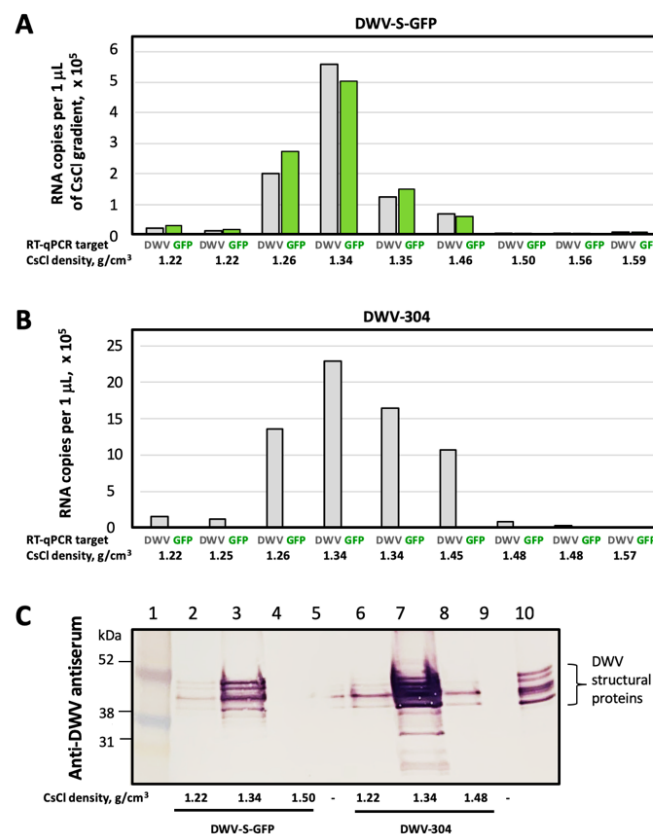 A
DWV-S-GFP
RNA copies per 1 µL
of CsCl gradient, x 10⁵
6
5
4
3
2
1
0
RT-qPCR target DWV GFP DWV GFP DWV GFP DWV GFP DWV GFP DWV GFP DWV GFP DWV GFP DWV GF
CsCl density, g/cm³ 1.22 1.22 1.26 1.34 1.35 1.46 1.50 1.56 1.59
B
DWV-304
RNA copies per 1 µL, x 10⁵
25
20
15
10
5
0
RT-qPCR target DWV GFP DWV GFP DWV GFP DWV GFP DWV GFP DWV GFP DWV GFP DWV GFP DWV GFP
CsCl density, g/cm³ 1.22 1.25 1.26 1.34 1.34 1.45 1.48 1.48 1.57
C
Anti-DWV antiserum
1 2 3 4 5 6 7 8 9 10
kDa
52
38
31
DWV
structural
proteins
CsCl density, g/cm³ 1.22 1.34 1.50 - 1.22 1.34 1.48 -
DWV-S-GFP DWV-304